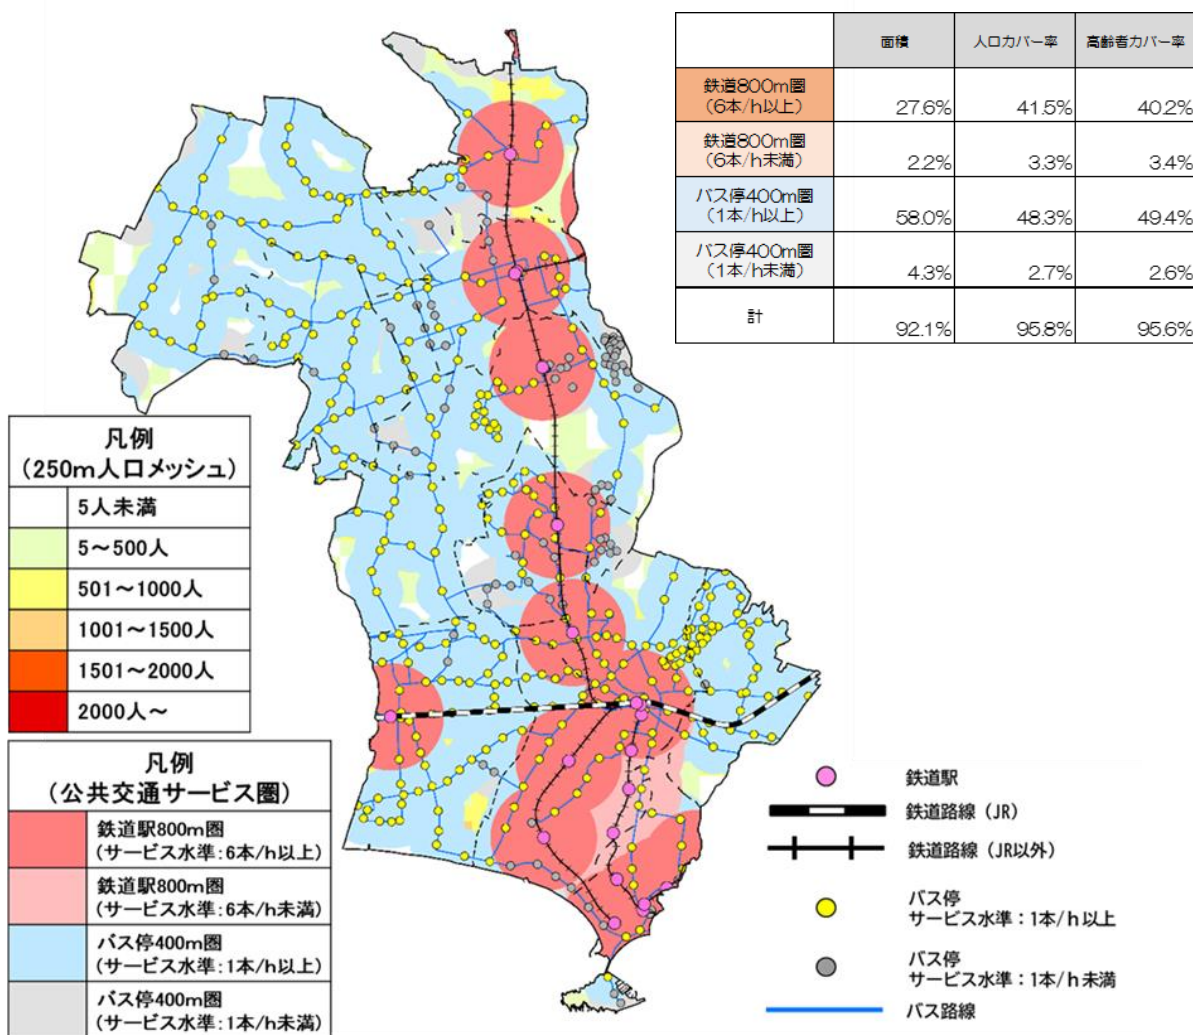 面積 人口カバー率 高齢者カバー率
鉄道800m圏
(6本/h以上) 27.6% 41.5% 40.2%
鉄道800m圏
(6本/h未満) 2.2% 3.3% 3.4%
バス停400m圏
(1本/h以上) 58.0% 48.3% 49.4%
バス停400m圏
(1本/h未満) 4.3% 2.7% 2.6%
計 92.1% 95.8% 95.6%
凡例
(250m人口メッシュ)
5人未満
5～500人
501～1000人
1001～1500人
1501～2000人
2000人～
凡例
(公共交通サービス圏)
鉄道駅800m圏
(サービス水準:6本/h以上)
鉄道駅800m圏
(サービス水準:6本/h未満)
バス停400m圏
(サービス水準:1本/h以上)
バス停400m圏
(サービス水準:1本/h未満)
鉄道駅
鉄道路線（JR）
鉄道路線（JR以外）
バス停
サービス水準：1本/h以上
バス停
サービス水準：1本/h未満
バス路線